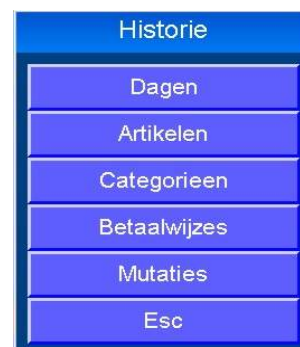 Historie
Dagen
Artikelen
Categorieen
Betaalwijzes
Mutaties
Esc